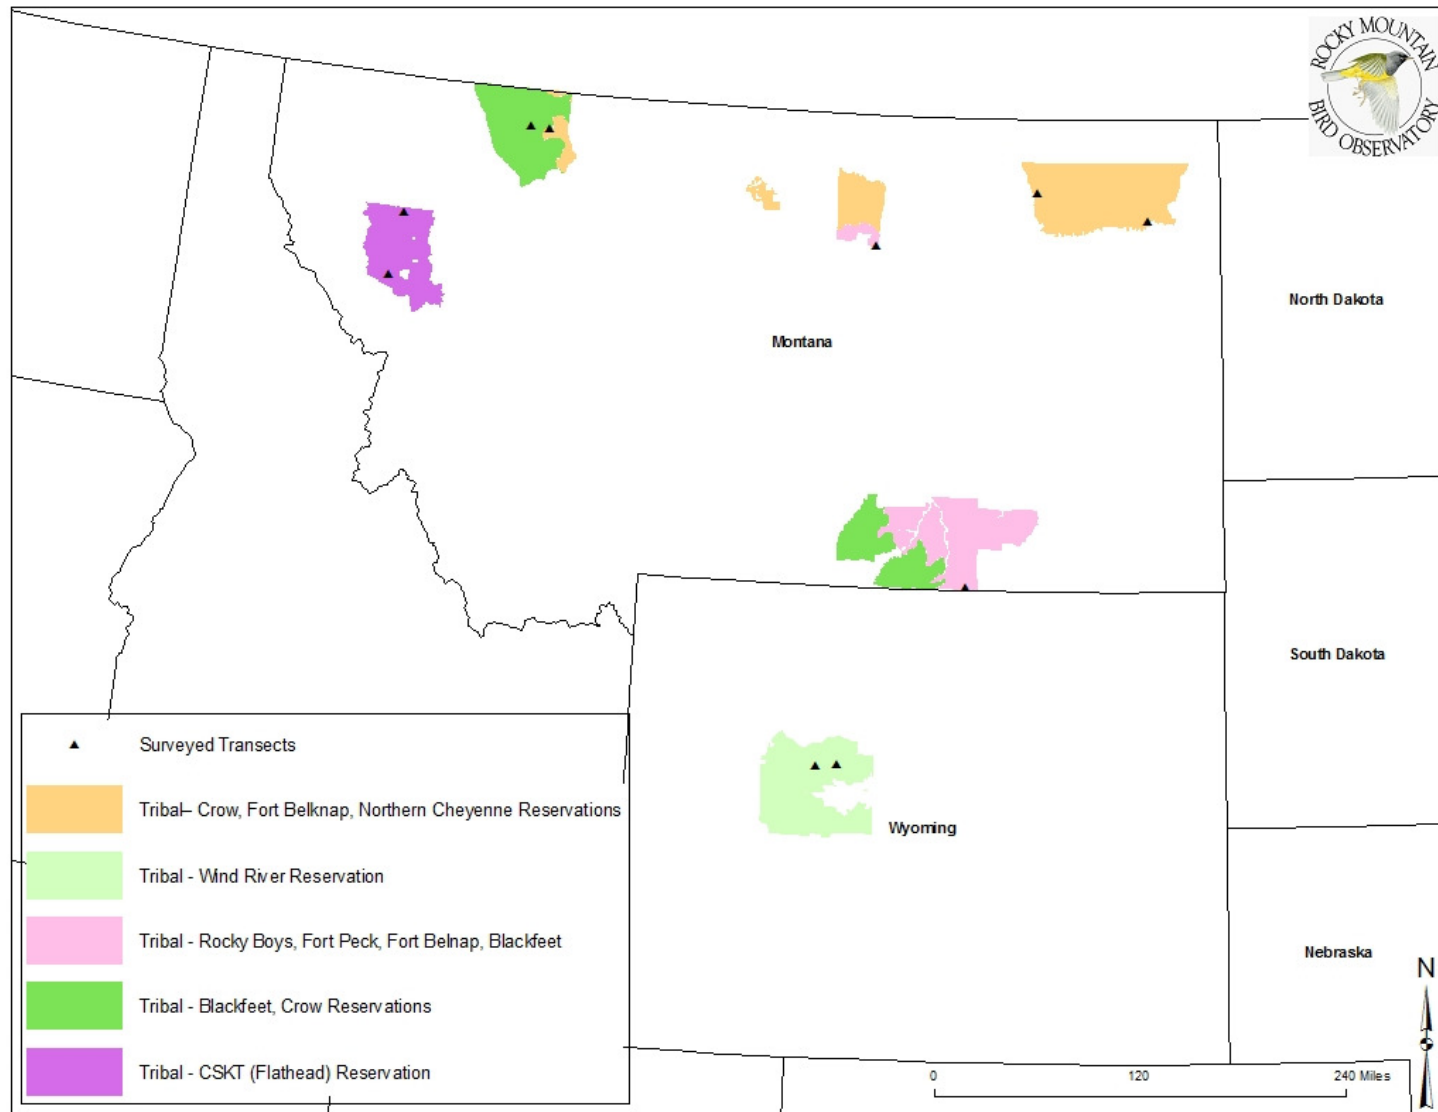 ROCKY MOUNTAIN
BIRD OBSERVATORY
North Dakota
Montana
South Dakota
Surveyed Transects
Tribal– Crow, Fort Belknap, Northern Cheyenne Reservations
Wyoming
Tribal - Wind River Reservation
Tribal - Rocky Boys, Fort Peck, Fort Belnap, Blackfeet
Nebraska
N
Tribal - Blackfeet, Crow Reservations
Tribal - CSKT (Flathead) Reservation
0 120 240 Miles